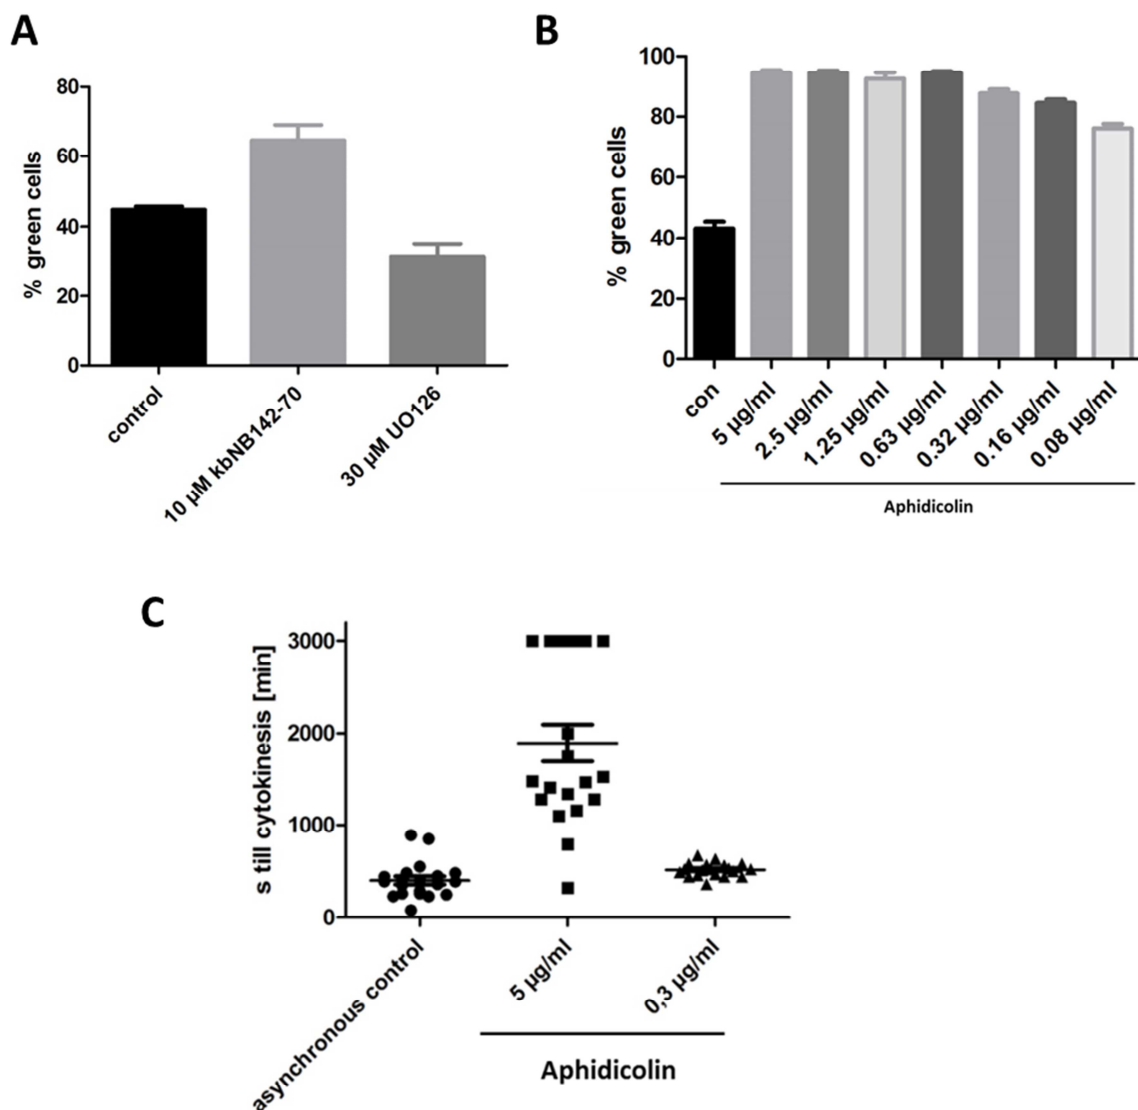 A
% green cells
80
60
40
20
0
control
10 µM kbNB142-70
30 µM UO126
B
% green cells
100
80
60
40
20
0
con
5 µg/ml
2.5 µg/ml
1.25 µg/ml
0.63 µg/ml
0.32 µg/ml
0.16 µg/ml
0.08 µg/ml
Aphidicolin
C
s till cytokinesis [min]
3000
2000
1000
0
asynchronous control
5 µg/ml
0,3 µg/ml
Aphidicolin